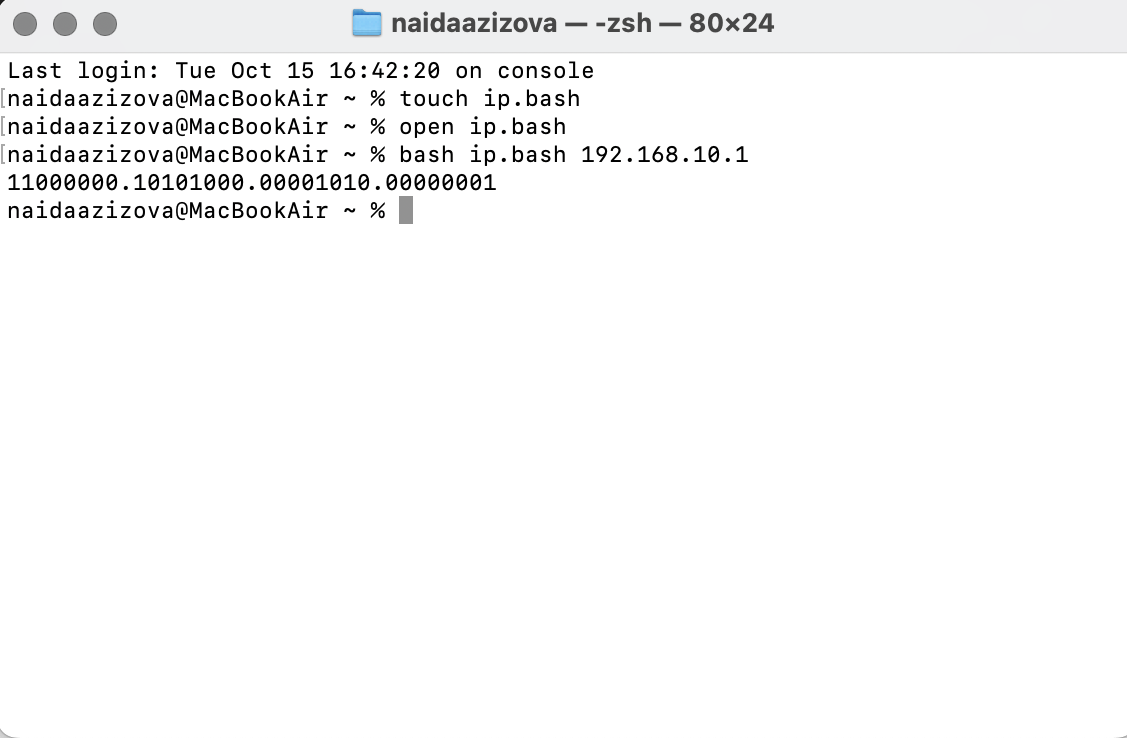 naidaazizova — -zsh — 80×24
Last login: Tue Oct 15 16:42:20 on console
[naidaazizova@MacBookAir ~ % touch ip.bash
[naidaazizova@MacBookAir ~ % open ip.bash
[naidaazizova@MacBookAir ~ % bash ip.bash 192.168.10.1
11000000.10101000.00001010.00000001
naidaazizova@MacBookAir ~ %